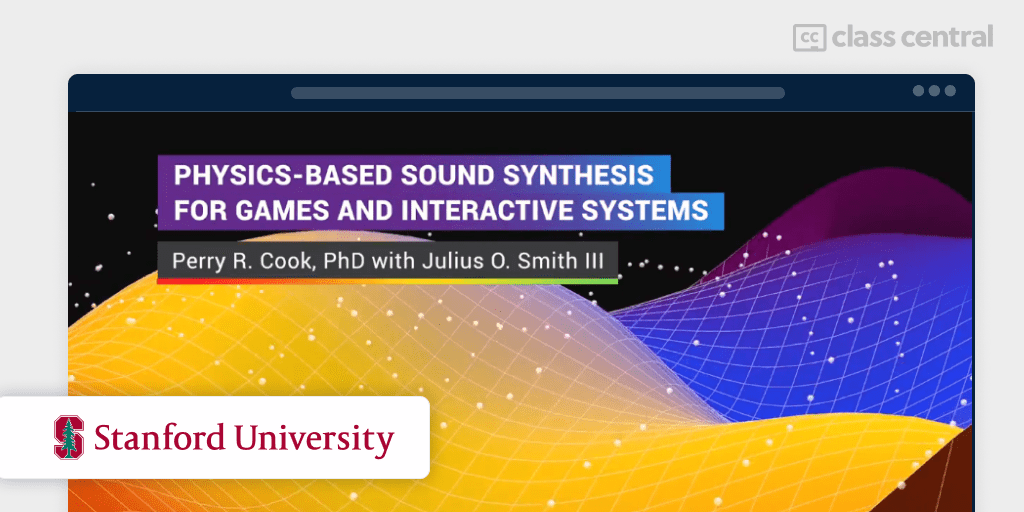 cc class central
PHYSICS-BASED SOUND SYNTHESIS
FOR GAMES AND INTERACTIVE SYSTEMS
Perry R. Cook, PhD with Julius O. Smith III
S Stanford University